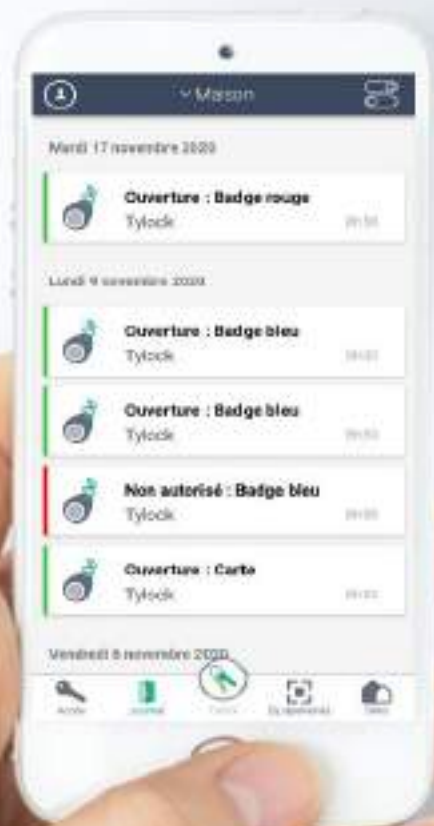 Maison
Mardi 17 novembre 2020
Ouverture : Badge rouge
Tylock
Lundi 9 novembre 2020
Ouverture : Badge bleu
Tylock
Ouverture : Badge bleu
Tylock
Non autorisé : Badge bleu
Tylock
Ouverture : Carte
Tylock
Vendredi 6 novembre 2020
Journal
Équipements